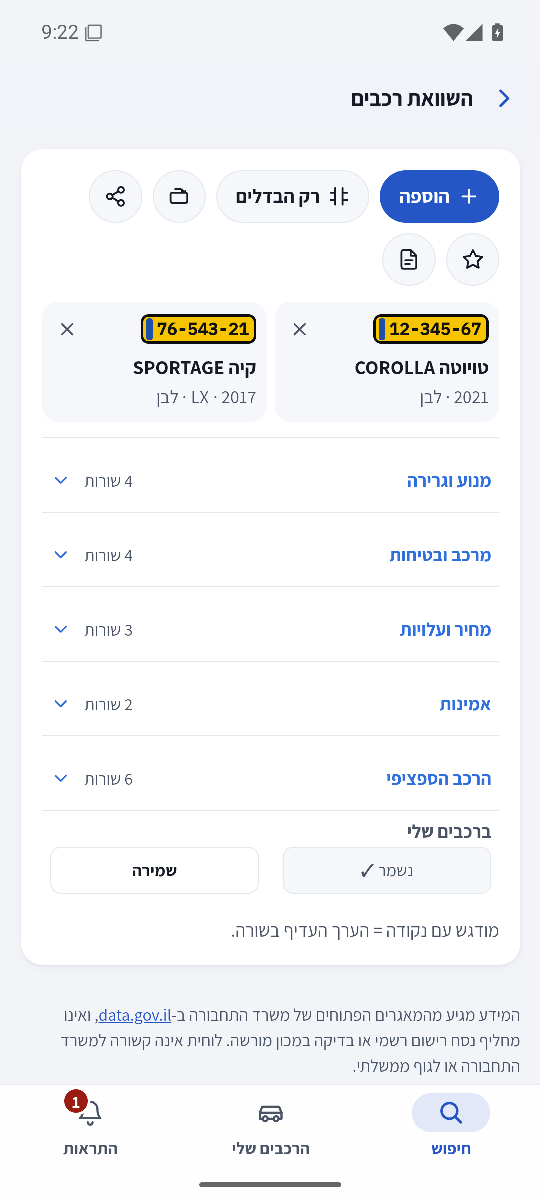 9:22
השוואת רכבים
הוספה
רק הבדלים
12-345-67
טויוטה COROLLA
2021 · לבן
76-543-21
קיה SPORTAGE
2017 · LX · לבן
מנוע וגרירה
4 שורות
מרכב ובטיחות
4 שורות
מחיר ועלויות
3 שורות
אמינות
2 שורות
הרכב הספציפי
6 שורות
ברכבים שלי
נשמר ✓
שמירה
מודגש עם נקודה = הערך העדיף בשורה.
המידע מגיע מהמאגרים הפתוחים של משרד התחבורה ב-data.gov.il, ואינו
מחליף נסח רישום רשמי או בדיקה במכון מורשה. לוחית אינה קשורה למשרד
התחבורה או לגוף ממשלתי.
חיפוש
הרכבים שלי
1
התראות